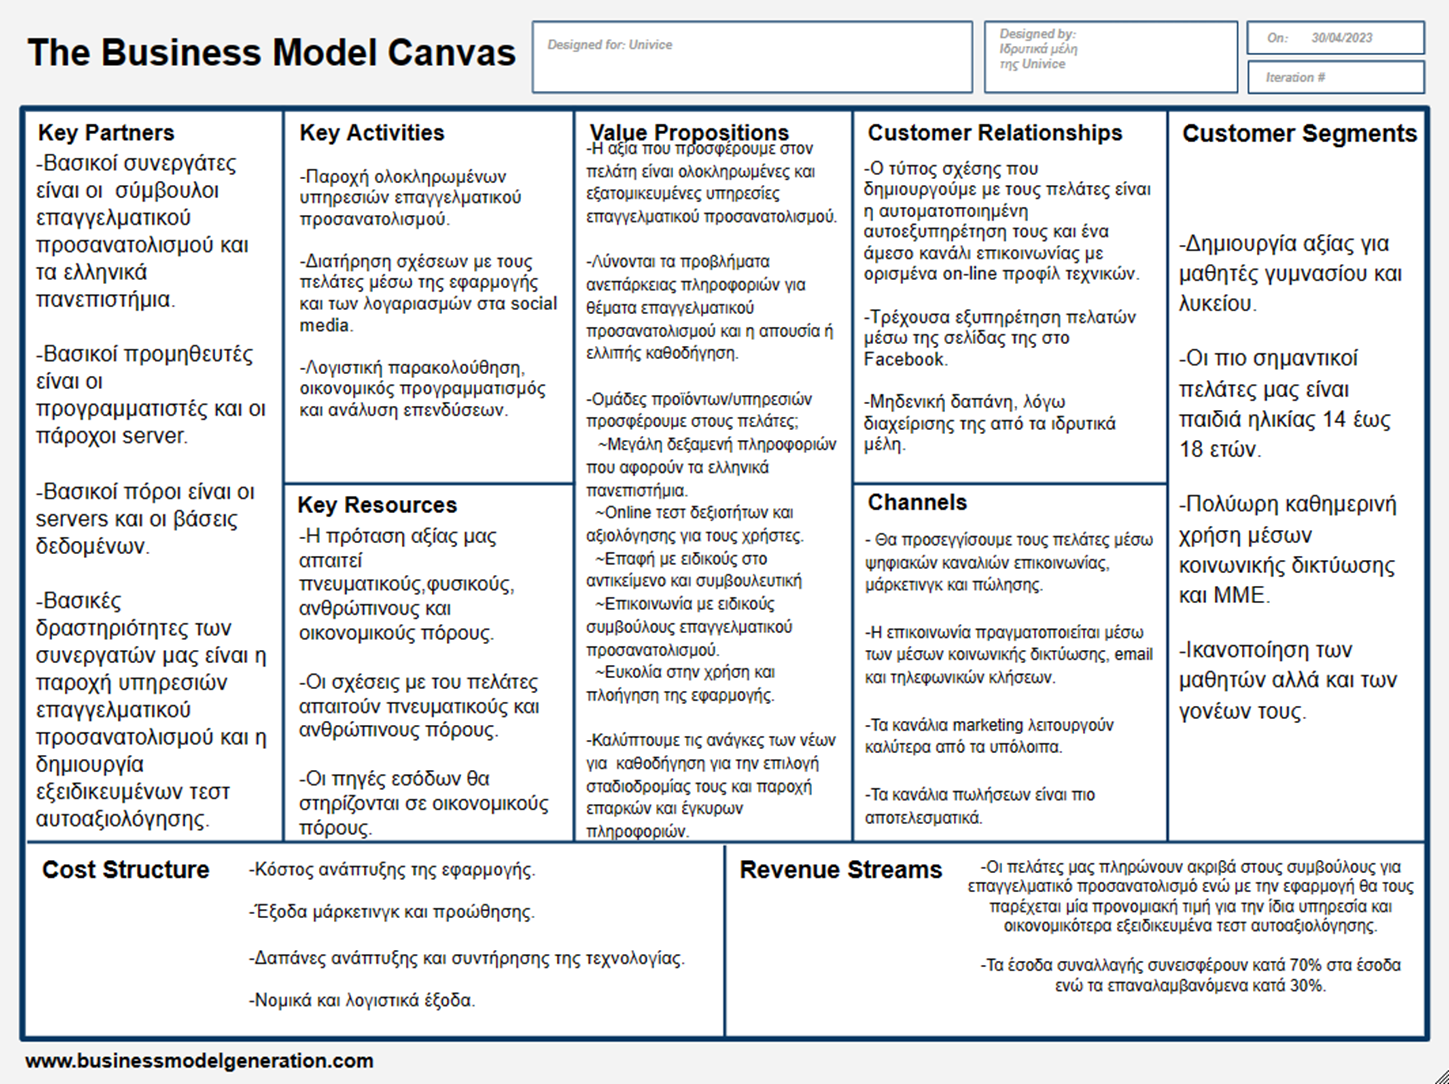 The Business Model Canvas
Designed for: Univice
Designed by:
Ιδρυτικά μέλη
της Univice
On: 30/04/2023
Iteration #
Key Partners
-Βασικοί συνεργάτες
είναι οι σύμβουλοι
επαγγελματικού
προσανατολισμού και
τα ελληνικά
πανεπιστήμια.
-Βασικοί προμηθευτές
είναι οι
προγραμματιστές και οι
πάροχοι server.
-Βασικοί πόροι είναι οι
servers και οι βάσεις
δεδομένων.
-Βασικές
δραστηριότητες των
συνεργατών μας είναι η
παροχή υπηρεσιών
επαγγελματικού
προσανατολισμού και η
δημιουργία
εξειδικευμένων τεστ
αυτοαξιολόγησης.
Key Activities
-Παροχή ολοκληρωμένων
υπηρεσιών επαγγελματικού
προσανατολισμού.
-Διατήρηση σχέσεων με τους
πελάτες μέσω της εφαρμογής
και των λογαριασμών στα social
media.
-Λογιστική παρακολούθηση,
οικονομικός προγραμματισμός
και ανάλυση επενδύσεων.
Key Resources
-Η πρόταση αξίας μας
απαιτεί
πνευματικούς,φυσικούς,
ανθρώπινους και
οικονομικούς πόρους.
-Οι σχέσεις με του πελάτες
απαιτούν πνευματικούς και
ανθρώπινους πόρους.
-Οι πηγές εσόδων θα
στηρίζονται σε οικονομικούς
πόρους.
Value Propositions
-Η αξία που προσφέρουμε στον
πελάτη είναι ολοκληρωμένες και
εξατομικευμένες υπηρεσίες
επαγγελματικού προσανατολισμού.
-Λύνονται τα προβλήματα
ανεπάρκειας πληροφοριών για
θέματα επαγγελματικού
προσανατολισμού και η απουσία ή
ελλιπής καθοδήγηση.
-Ομάδες προϊόντων/υπηρεσιών
προσφέρουμε στους πελάτες;
~Μεγάλη δεξαμενή πληροφοριών
που αφορούν τα ελληνικά
πανεπιστήμια.
~Online τεστ δεξιοτήτων και
αξιολόγησης για τους χρήστες.
~Επαφή με ειδικούς στο
αντικείμενο και συμβουλευτική
~Επικοινωνία με ειδικούς
συμβούλους επαγγελματικού
προσανατολισμού.
~Ευκολία στην χρήση και
πλοήγηση της εφαρμογής.
-Καλύπτουμε τις ανάγκες των νέων
για καθοδήγηση για την επιλογή
σταδιοδρομίας τους και παροχή
επαρκών και έγκυρων
πληροφοριών.
Customer Relationships
-Ο τύπος σχέσης που
δημιουργούμε με τους πελάτες είναι
η αυτοματοποιημένη
αυτοεξυπηρέτηση τους και ένα
άμεσο κανάλι επικοινωνίας με
ορισμένα on-line προφίλ τεχνικών.
-Τρέχουσα εξυπηρέτηση πελατών
μέσω της σελίδας της στο
Facebook.
-Μηδενική δαπάνη, λόγω
διαχείρισης της από τα ιδρυτικά
μέλη.
Channels
- Θα προσεγγίσουμε τους πελάτες μέσω
ψηφιακών καναλιών επικοινωνίας,
μάρκετινγκ και πώλησης.
-Η επικοινωνία πραγματοποιείται μέσω
των μέσων κοινωνικής δικτύωσης, email
και τηλεφωνικών κλήσεων.
-Τα κανάλια marketing λειτουργούν
καλύτερα από τα υπόλοιπα.
-Τα κανάλια πωλήσεων είναι πιο
αποτελεσματικά.
Customer Segments
-Δημιουργία αξίας για
μαθητές γυμνασίου και
λυκείου.
-Οι πιο σημαντικοί
πελάτες μας είναι
παιδιά ηλικίας 14 έως
18 ετών.
-Πολύωρη καθημερινή
χρήση μέσων
κοινωνικής δικτύωσης
και ΜΜΕ.
-Ικανοποίηση των
μαθητών αλλά και των
γονέων τους.
Cost Structure
-Κόστος ανάπτυξης της εφαρμογής.
-Έξοδα μάρκετινγκ και προώθησης.
-Δαπάνες ανάπτυξης και συντήρησης της τεχνολογίας.
-Νομικά και λογιστικά έξοδα.
Revenue Streams
-Οι πελάτες μας πληρώνουν ακριβά στους συμβούλους για
επαγγελματικό προσανατολισμό ενώ με την εφαρμογή θα τους
παρέχεται μία προνομιακή τιμή για την ίδια υπηρεσία και
οικονομικότερα εξειδικευμένα τεστ αυτοαξιολόγησης.
-Τα έσοδα συναλλαγής συνεισφέρουν κατά 70% στα έσοδα
ενώ τα επαναλαμβανόμενα κατά 30%.
www.businessmodelgeneration.com